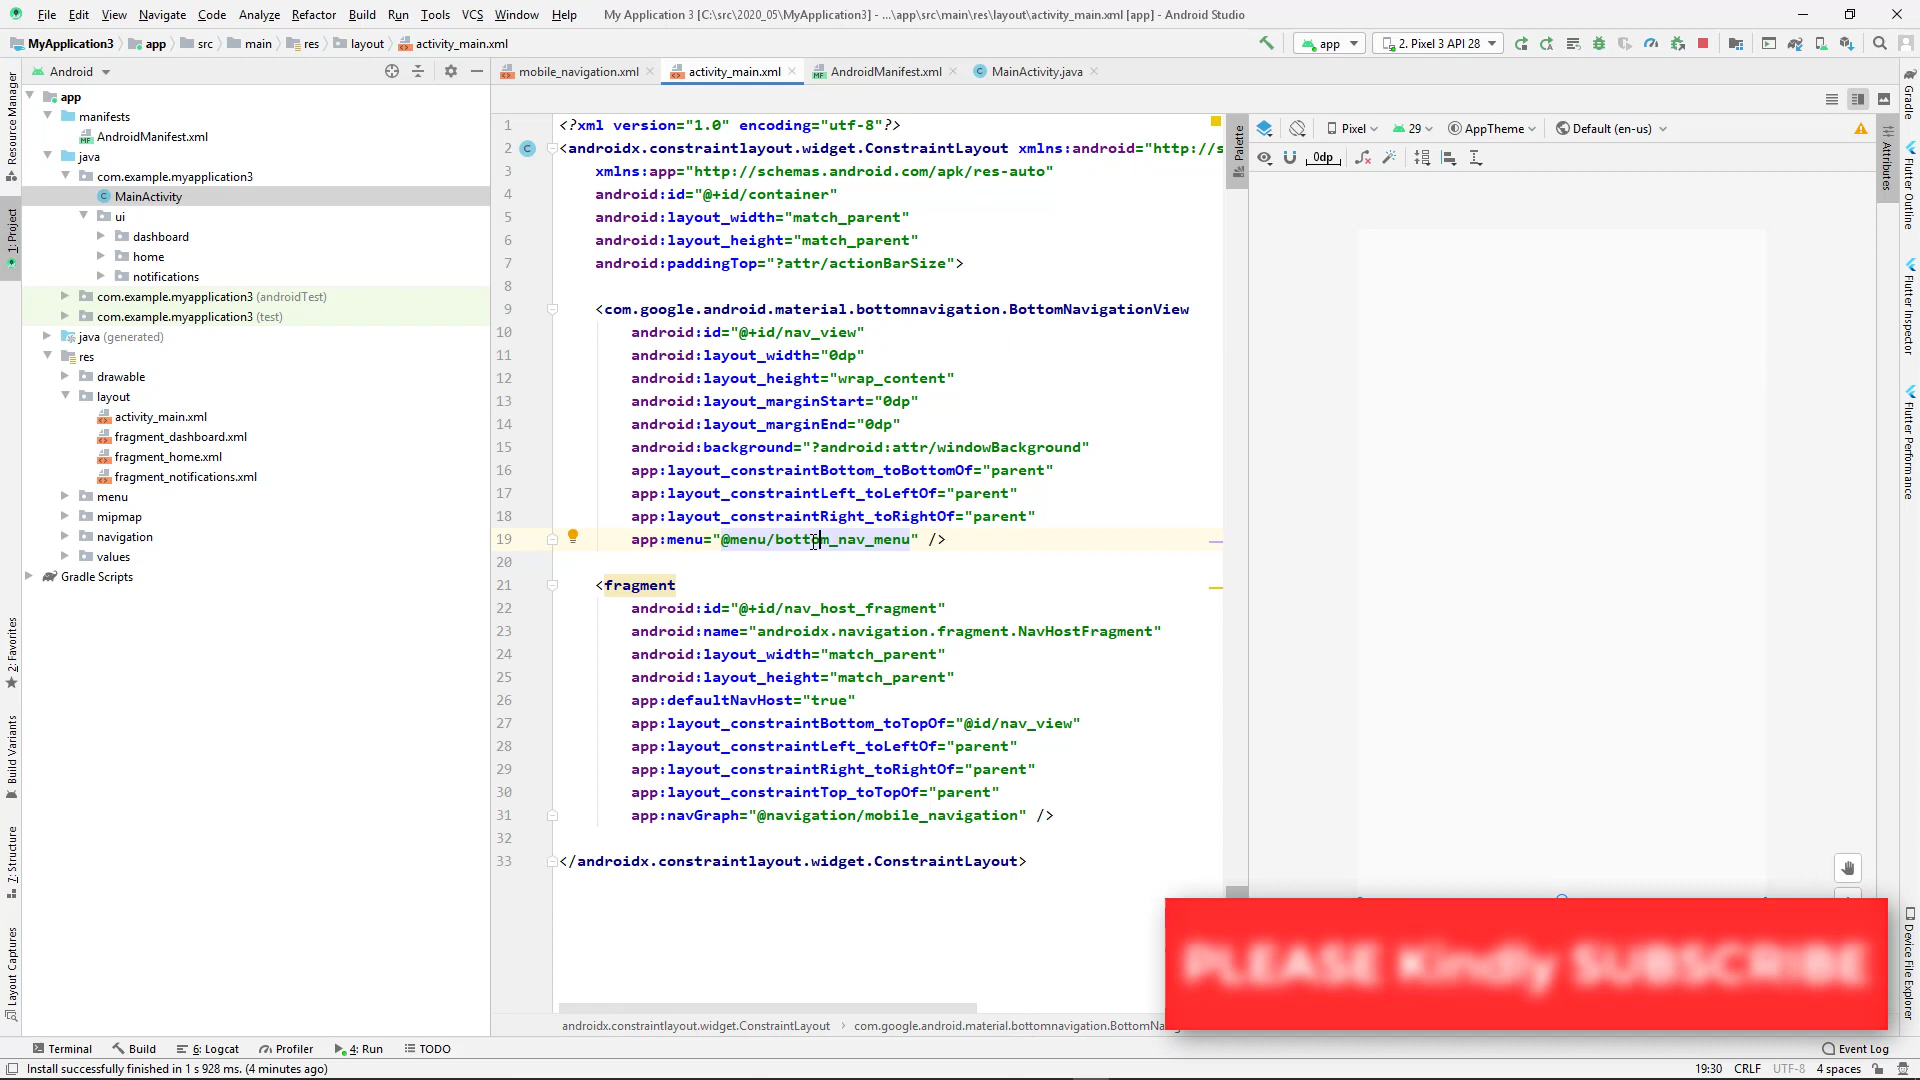 File Edit View Navigate Code Analyze Refactor Build Run Tools VCS Window Help My Application 3 [C:\src\2020_05\MyApplication3] - ...\app\src\main\res\layout\activity_main.xml [app] - Android Studio
MyApplication3 app src main res layout activity_main.xml app 2. Pixel 3 API 28
Android
mobile_navigation.xml activity_main.xml AndroidManifest.xml MainActivity.java
Resource Manager
1: Project
2: Favorites
Build Variants
7: Structure
Layout Captures
app
manifests
AndroidManifest.xml
java
com.example.myapplication3
MainActivity
ui
dashboard
home
notifications
com.example.myapplication3 (androidTest)
com.example.myapplication3 (test)
java (generated)
res
drawable
layout
activity_main.xml
fragment_dashboard.xml
fragment_home.xml
fragment_notifications.xml
menu
mipmap
navigation
values
Gradle Scripts
1 <?xml version="1.0" encoding="utf-8"?>
2 <androidx.constraintlayout.widget.ConstraintLayout xmlns:android="http://s
3 xmlns:app="http://schemas.android.com/apk/res-auto"
4 android:id="@+id/container"
5 android:layout_width="match_parent"
6 android:layout_height="match_parent"
7 android:paddingTop="?attr/actionBarSize">
8
9 <com.google.android.material.bottomnavigation.BottomNavigationView
10 android:id="@+id/nav_view"
11 android:layout_width="0dp"
12 android:layout_height="wrap_content"
13 android:layout_marginStart="0dp"
14 android:layout_marginEnd="0dp"
15 android:background="?android:attr/windowBackground"
16 app:layout_constraintBottom_toBottomOf="parent"
17 app:layout_constraintLeft_toLeftOf="parent"
18 app:layout_constraintRight_toRightOf="parent"
19 app:menu="@menu/bottom_nav_menu" />
20
21 <fragment
22 android:id="@+id/nav_host_fragment"
23 android:name="androidx.navigation.fragment.NavHostFragment"
24 android:layout_width="match_parent"
25 android:layout_height="match_parent"
26 app:defaultNavHost="true"
27 app:layout_constraintBottom_toTopOf="@id/nav_view"
28 app:layout_constraintLeft_toLeftOf="parent"
29 app:layout_constraintRight_toRightOf="parent"
30 app:layout_constraintTop_toTopOf="parent"
31 app:navGraph="@navigation/mobile_navigation" />
32
33 </androidx.constraintlayout.widget.ConstraintLayout>
androidx.constraintlayout.widget.ConstraintLayout com.google.android.material.bottomnavigation.BottomNavig
Palette
Pixel 29 AppTheme Default (en-us)
0dp
Attributes
Gradle
Flutter Outline
Flutter Inspector
Flutter Performance
Device File Explorer
PLEASE Kindly SUBSCRIBE
Terminal Build 6: Logcat Profiler 4: Run TODO Event Log
Install successfully finished in 1 s 928 ms. (4 minutes ago) 19:30 CRLF UTF-8 4 spaces